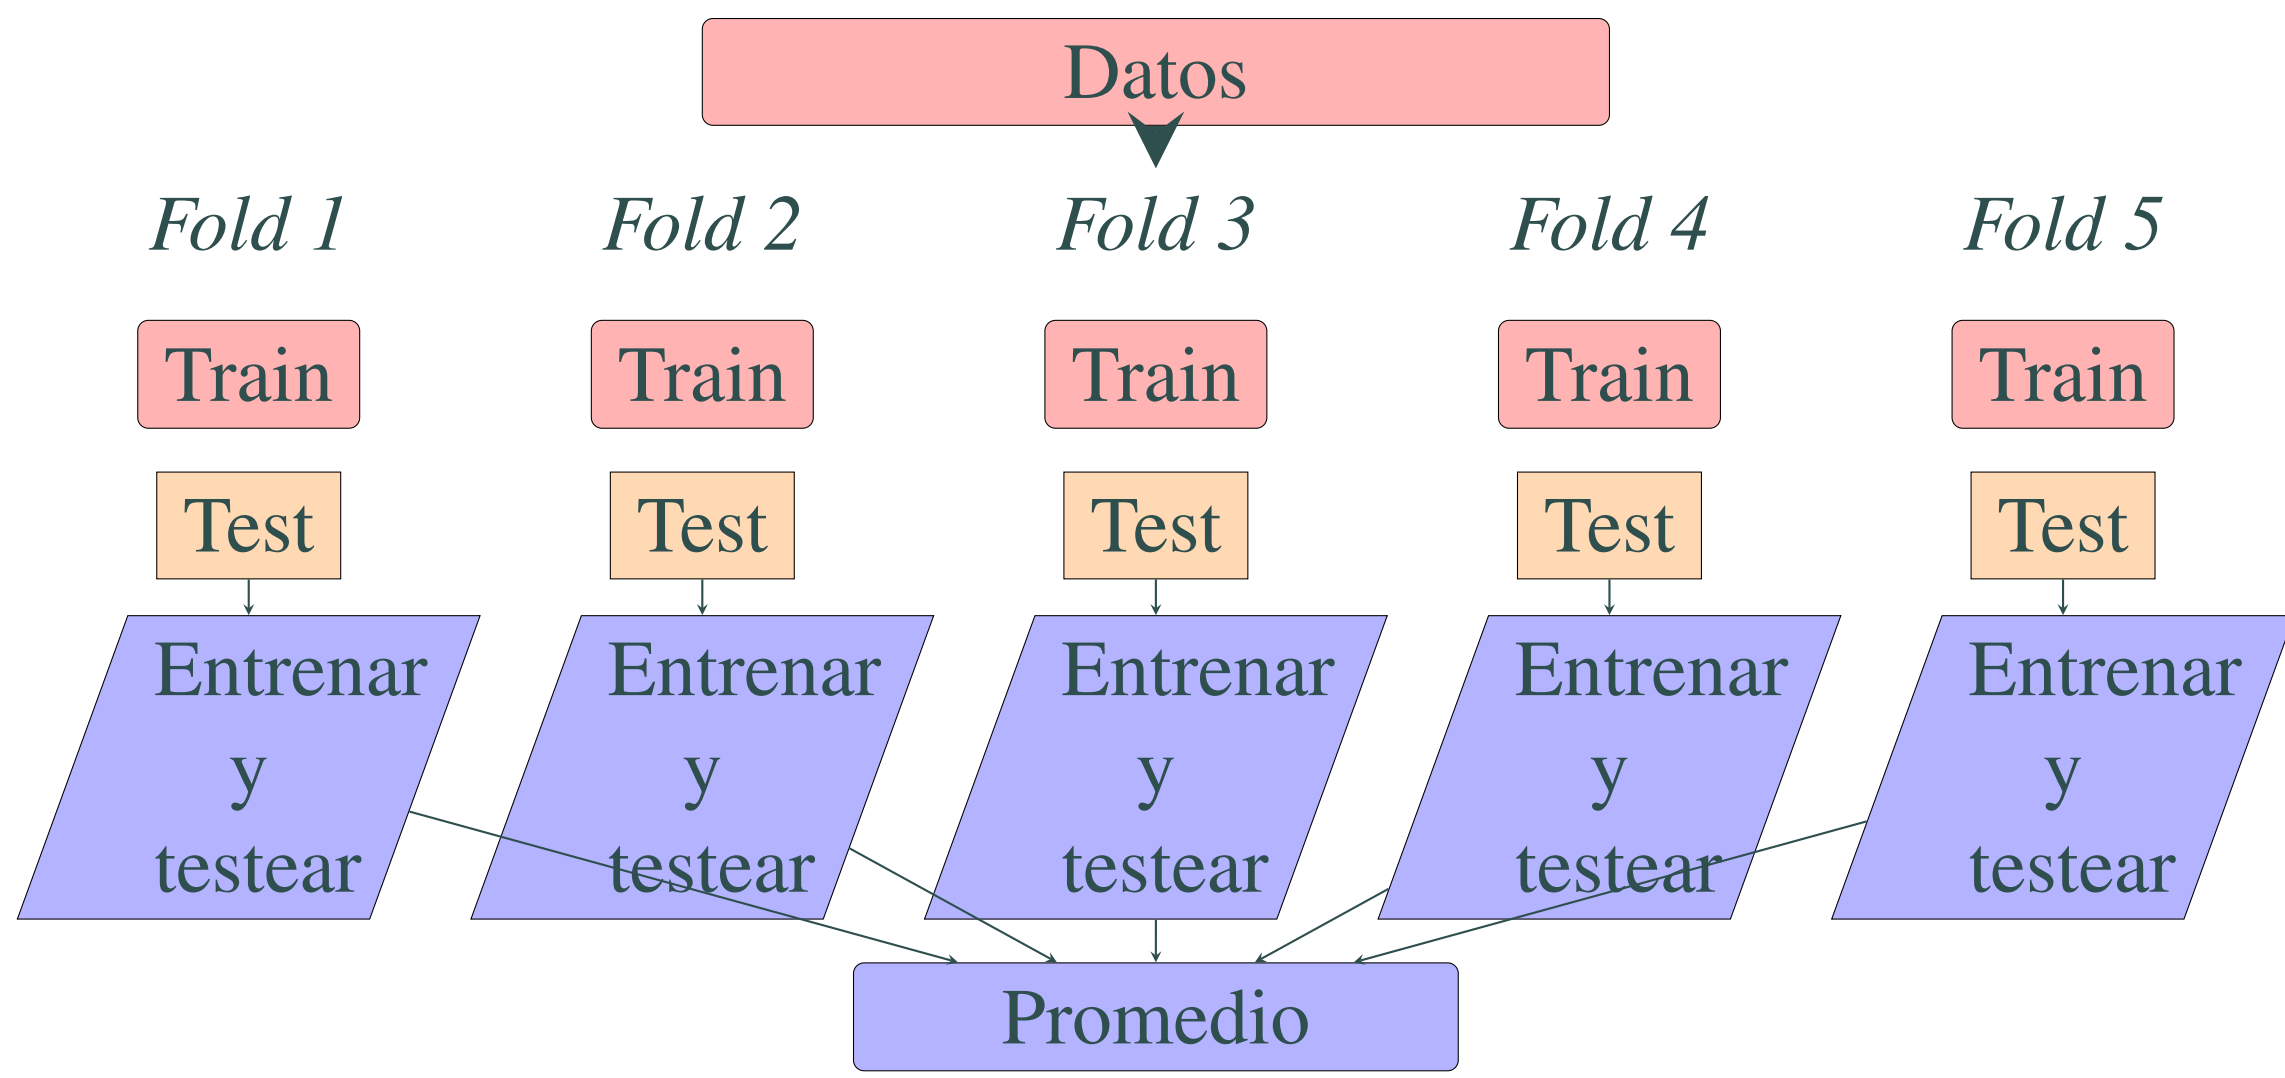 Datos
Fold 1 Fold 2 Fold 3 Fold 4 Fold 5
Train Train Train Train Train
Test Test Test Test Test
Entrenar Entrenar Entrenar Entrenar Entrenar
y y y y y
testear testear testear testear testear
Promedio